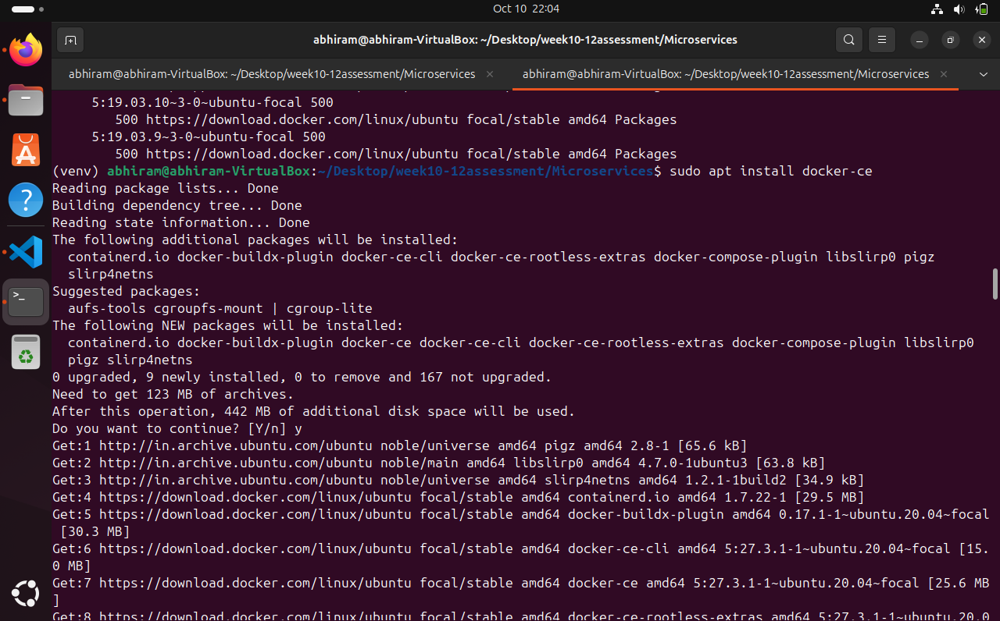 Oct 10 22:04
abhiram@abhiram-VirtualBox: ~/Desktop/week10-12assessment/Microservices
abhiram@abhiram-VirtualBox: ~/Desktop/week10-12assessment/Microservices
abhiram@abhiram-VirtualBox: ~/Desktop/week10-12assessment/Microservices
5:19.03.10~3-0~ubuntu-focal 500
500 https://download.docker.com/linux/ubuntu focal/stable amd64 Packages
5:19.03.9~3-0~ubuntu-focal 500
500 https://download.docker.com/linux/ubuntu focal/stable amd64 Packages
(venv) abhiram@abhiram-VirtualBox:~/Desktop/week10-12assessment/Microservices$ sudo apt install docker-ce
Reading package lists... Done
Building dependency tree... Done
Reading state information... Done
The following additional packages will be installed:
containerd.io docker-buildx-plugin docker-ce-cli docker-ce-rootless-extras docker-compose-plugin libslirp0 pigz
slirp4netns
Suggested packages:
aufs-tools cgroupfs-mount | cgroup-lite
The following NEW packages will be installed:
containerd.io docker-buildx-plugin docker-ce docker-ce-cli docker-ce-rootless-extras docker-compose-plugin libslirp0
pigz slirp4netns
0 upgraded, 9 newly installed, 0 to remove and 167 not upgraded.
Need to get 123 MB of archives.
After this operation, 442 MB of additional disk space will be used.
Do you want to continue? [Y/n] y
Get:1 http://in.archive.ubuntu.com/ubuntu noble/universe amd64 pigz amd64 2.8-1 [65.6 kB]
Get:2 http://in.archive.ubuntu.com/ubuntu noble/main amd64 libslirp0 amd64 4.7.0-1ubuntu3 [63.8 kB]
Get:3 http://in.archive.ubuntu.com/ubuntu noble/universe amd64 slirp4netns amd64 1.2.1-1build2 [34.9 kB]
Get:4 https://download.docker.com/linux/ubuntu focal/stable amd64 containerd.io amd64 1.7.22-1 [29.5 MB]
Get:5 https://download.docker.com/linux/ubuntu focal/stable amd64 docker-buildx-plugin amd64 0.17.1-1~ubuntu.20.04~focal
[30.3 MB]
Get:6 https://download.docker.com/linux/ubuntu focal/stable amd64 docker-ce-cli amd64 5:27.3.1-1~ubuntu.20.04~focal [15.
0 MB]
Get:7 https://download.docker.com/linux/ubuntu focal/stable amd64 docker-ce amd64 5:27.3.1-1~ubuntu.20.04~focal [25.6 MB
]
Get:8 https://download.docker.com/linux/ubuntu focal/stable amd64 docker-ce-rootless-extras amd64 5:27.3.1-1~ubuntu.20.0